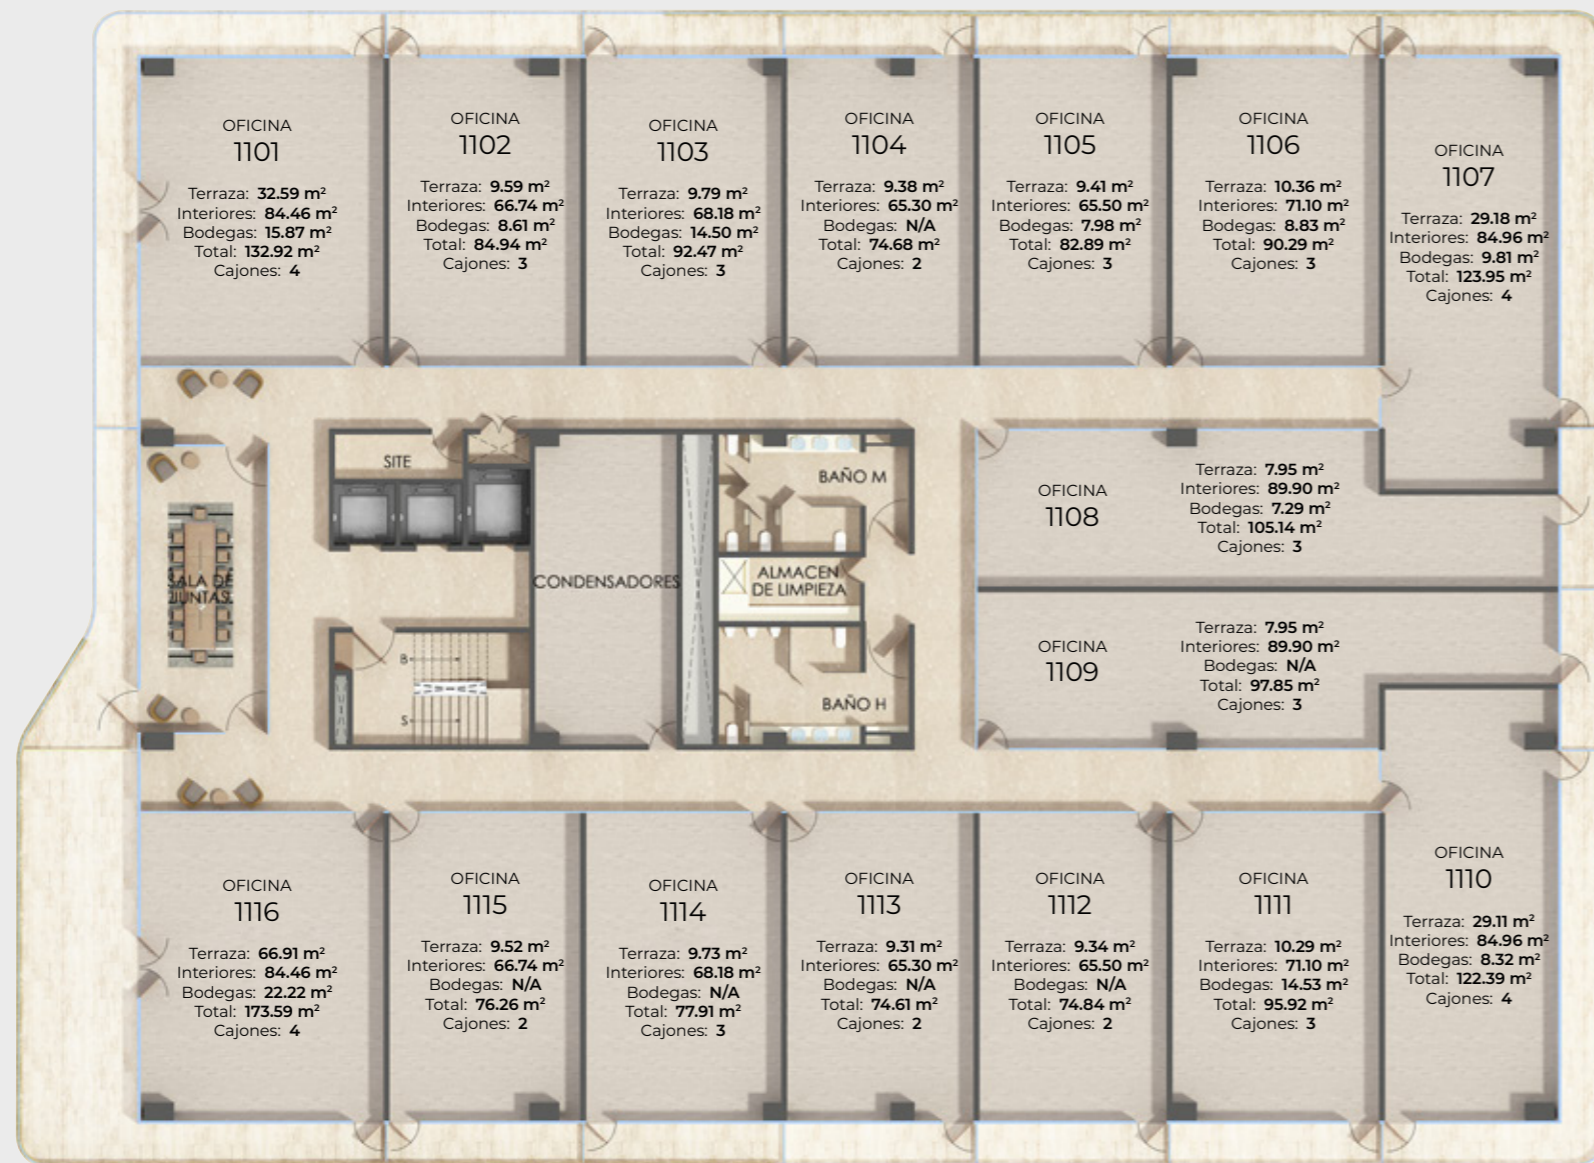 OFICINA
1101
Terraza: 32.59 m²
Interiores: 84.46 m²
Bodegas: 15.87 m²
Total: 132.92 m²
Cajones: 4
OFICINA
1102
Terraza: 9.59 m²
Interiores: 66.74 m²
Bodegas: 8.61 m²
Total: 84.94 m²
Cajones: 3
OFICINA
1103
Terraza: 9.79 m²
Interiores: 68.18 m²
Bodegas: 14.50 m²
Total: 92.47 m²
Cajones: 3
OFICINA
1104
Terraza: 9.38 m²
Interiores: 65.30 m²
Bodegas: N/A
Total: 74.68 m²
Cajones: 2
OFICINA
1105
Terraza: 9.41 m²
Interiores: 65.50 m²
Bodegas: 7.98 m²
Total: 82.89 m²
Cajones: 3
OFICINA
1106
Terraza: 10.36 m²
Interiores: 71.10 m²
Bodegas: 8.83 m²
Total: 90.29 m²
Cajones: 3
OFICINA
1107
Terraza: 29.18 m²
Interiores: 84.96 m²
Bodegas: 9.81 m²
Total: 123.95 m²
Cajones: 4
SITE
BAÑO M
CONDENSADORES
ALMACEN
DE LIMPIEZA
SALA DE
JUNTAS
B
S
BAÑO H
OFICINA
1108
Terraza: 7.95 m²
Interiores: 89.90 m²
Bodegas: 7.29 m²
Total: 105.14 m²
Cajones: 3
OFICINA
1109
Terraza: 7.95 m²
Interiores: 89.90 m²
Bodegas: N/A
Total: 97.85 m²
Cajones: 3
OFICINA
1116
Terraza: 66.91 m²
Interiores: 84.46 m²
Bodegas: 22.22 m²
Total: 173.59 m²
Cajones: 4
OFICINA
1115
Terraza: 9.52 m²
Interiores: 66.74 m²
Bodegas: N/A
Total: 76.26 m²
Cajones: 2
OFICINA
1114
Terraza: 9.73 m²
Interiores: 68.18 m²
Bodegas: N/A
Total: 77.91 m²
Cajones: 3
OFICINA
1113
Terraza: 9.31 m²
Interiores: 65.30 m²
Bodegas: N/A
Total: 74.61 m²
Cajones: 2
OFICINA
1112
Terraza: 9.34 m²
Interiores: 65.50 m²
Bodegas: N/A
Total: 74.84 m²
Cajones: 2
OFICINA
1111
Terraza: 10.29 m²
Interiores: 71.10 m²
Bodegas: 14.53 m²
Total: 95.92 m²
Cajones: 3
OFICINA
1110
Terraza: 29.11 m²
Interiores: 84.96 m²
Bodegas: 8.32 m²
Total: 122.39 m²
Cajones: 4